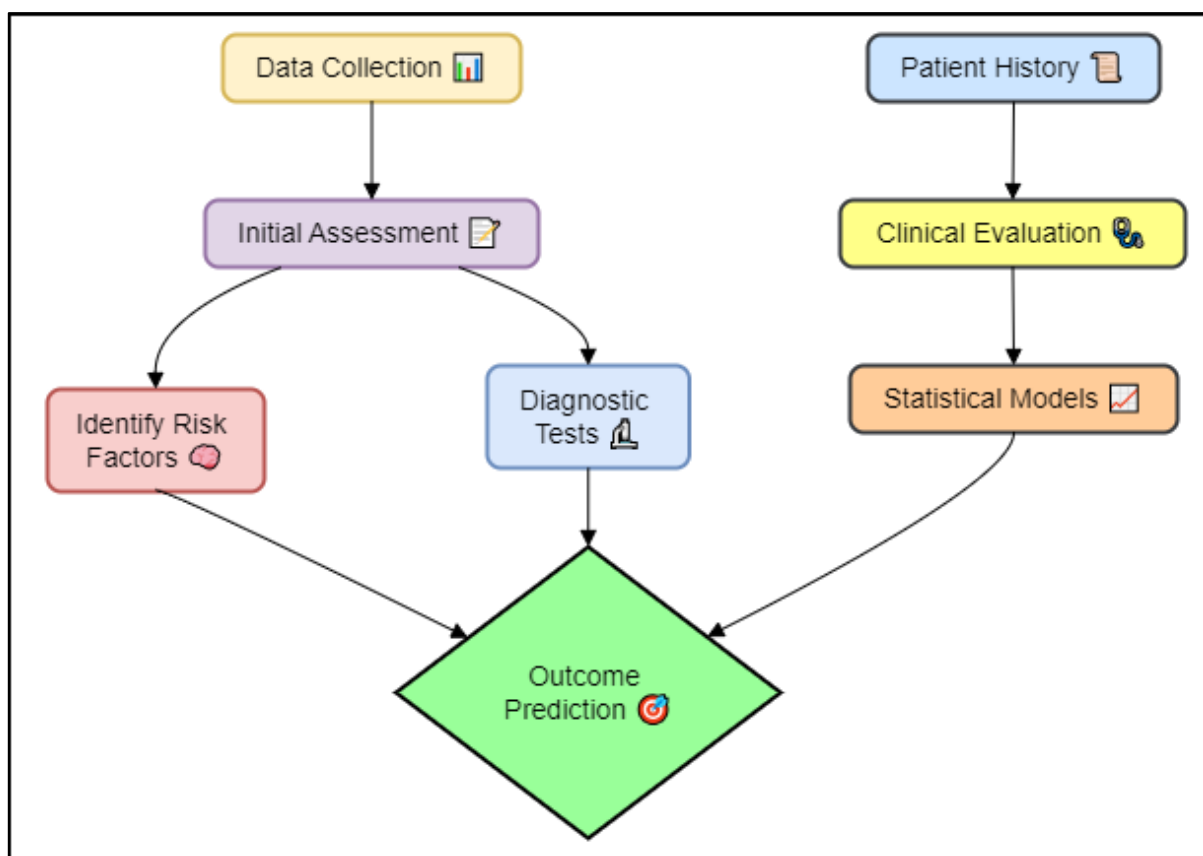 Data Collection 📊
Patient History 📜
Initial Assessment 📝
Clinical Evaluation 🩺
Identify Risk
Factors 🧠
Diagnostic
Tests 🔬
Statistical Models 📈
Outcome
Prediction 🎯